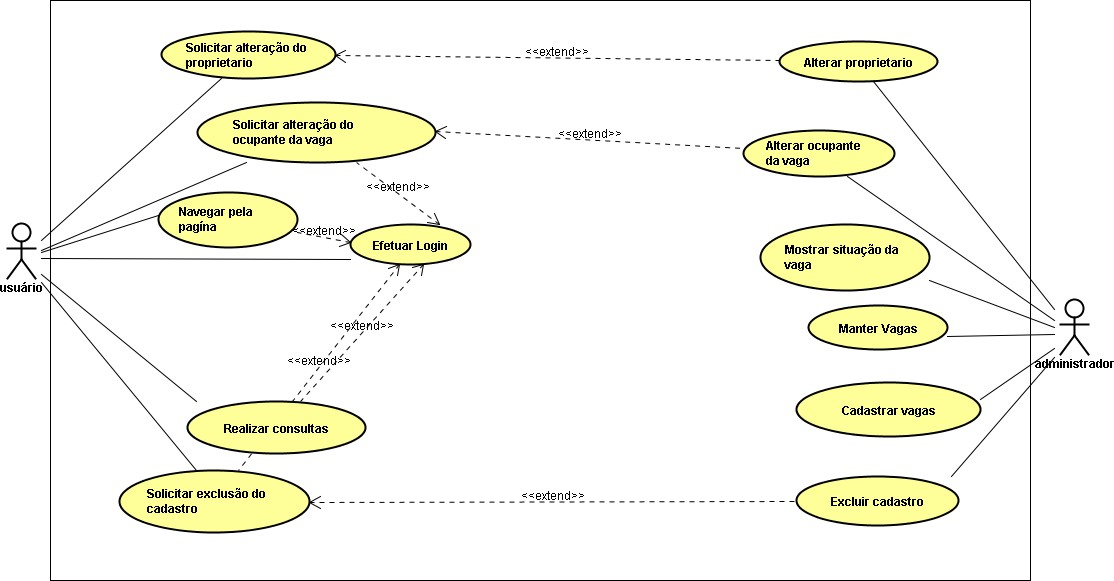 Solicitar alteração do
proprietario
<<extend>>
Alterar proprietario
Solicitar alteração do
ocupante da vaga
<<extend>>
Alterar ocupante
da vaga
<<extend>>
Navegar pela
pagína
<<extend>>
Efetuar Login
Mostrar situação da
vaga
usuário
<<extend>>
Manter Vagas
<<extend>>
administrador
Cadastrar vagas
Realizar consultas
Solicitar exclusão do
cadastro
<<extend>>
Excluir cadastro